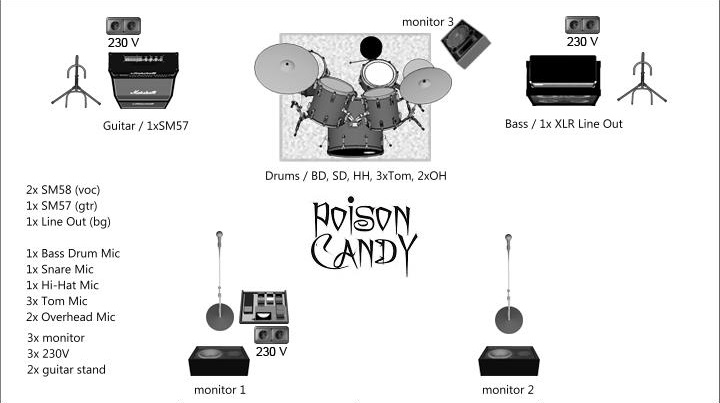 monitor 3
230 V
230 V
Marshall
Guitar / 1xSM57
Bass / 1x XLR Line Out
Drums / BD, SD, HH, 3xTom, 2xOH
2x SM58 (voc)
1x SM57 (gtr)
1x Line Out (bg)
POiSON
CANDY
1x Bass Drum Mic
1x Snare Mic
1x Hi-Hat Mic
3x Tom Mic
2x Overhead Mic
3x monitor
3x 230V
2x guitar stand
230 V
monitor 1
monitor 2